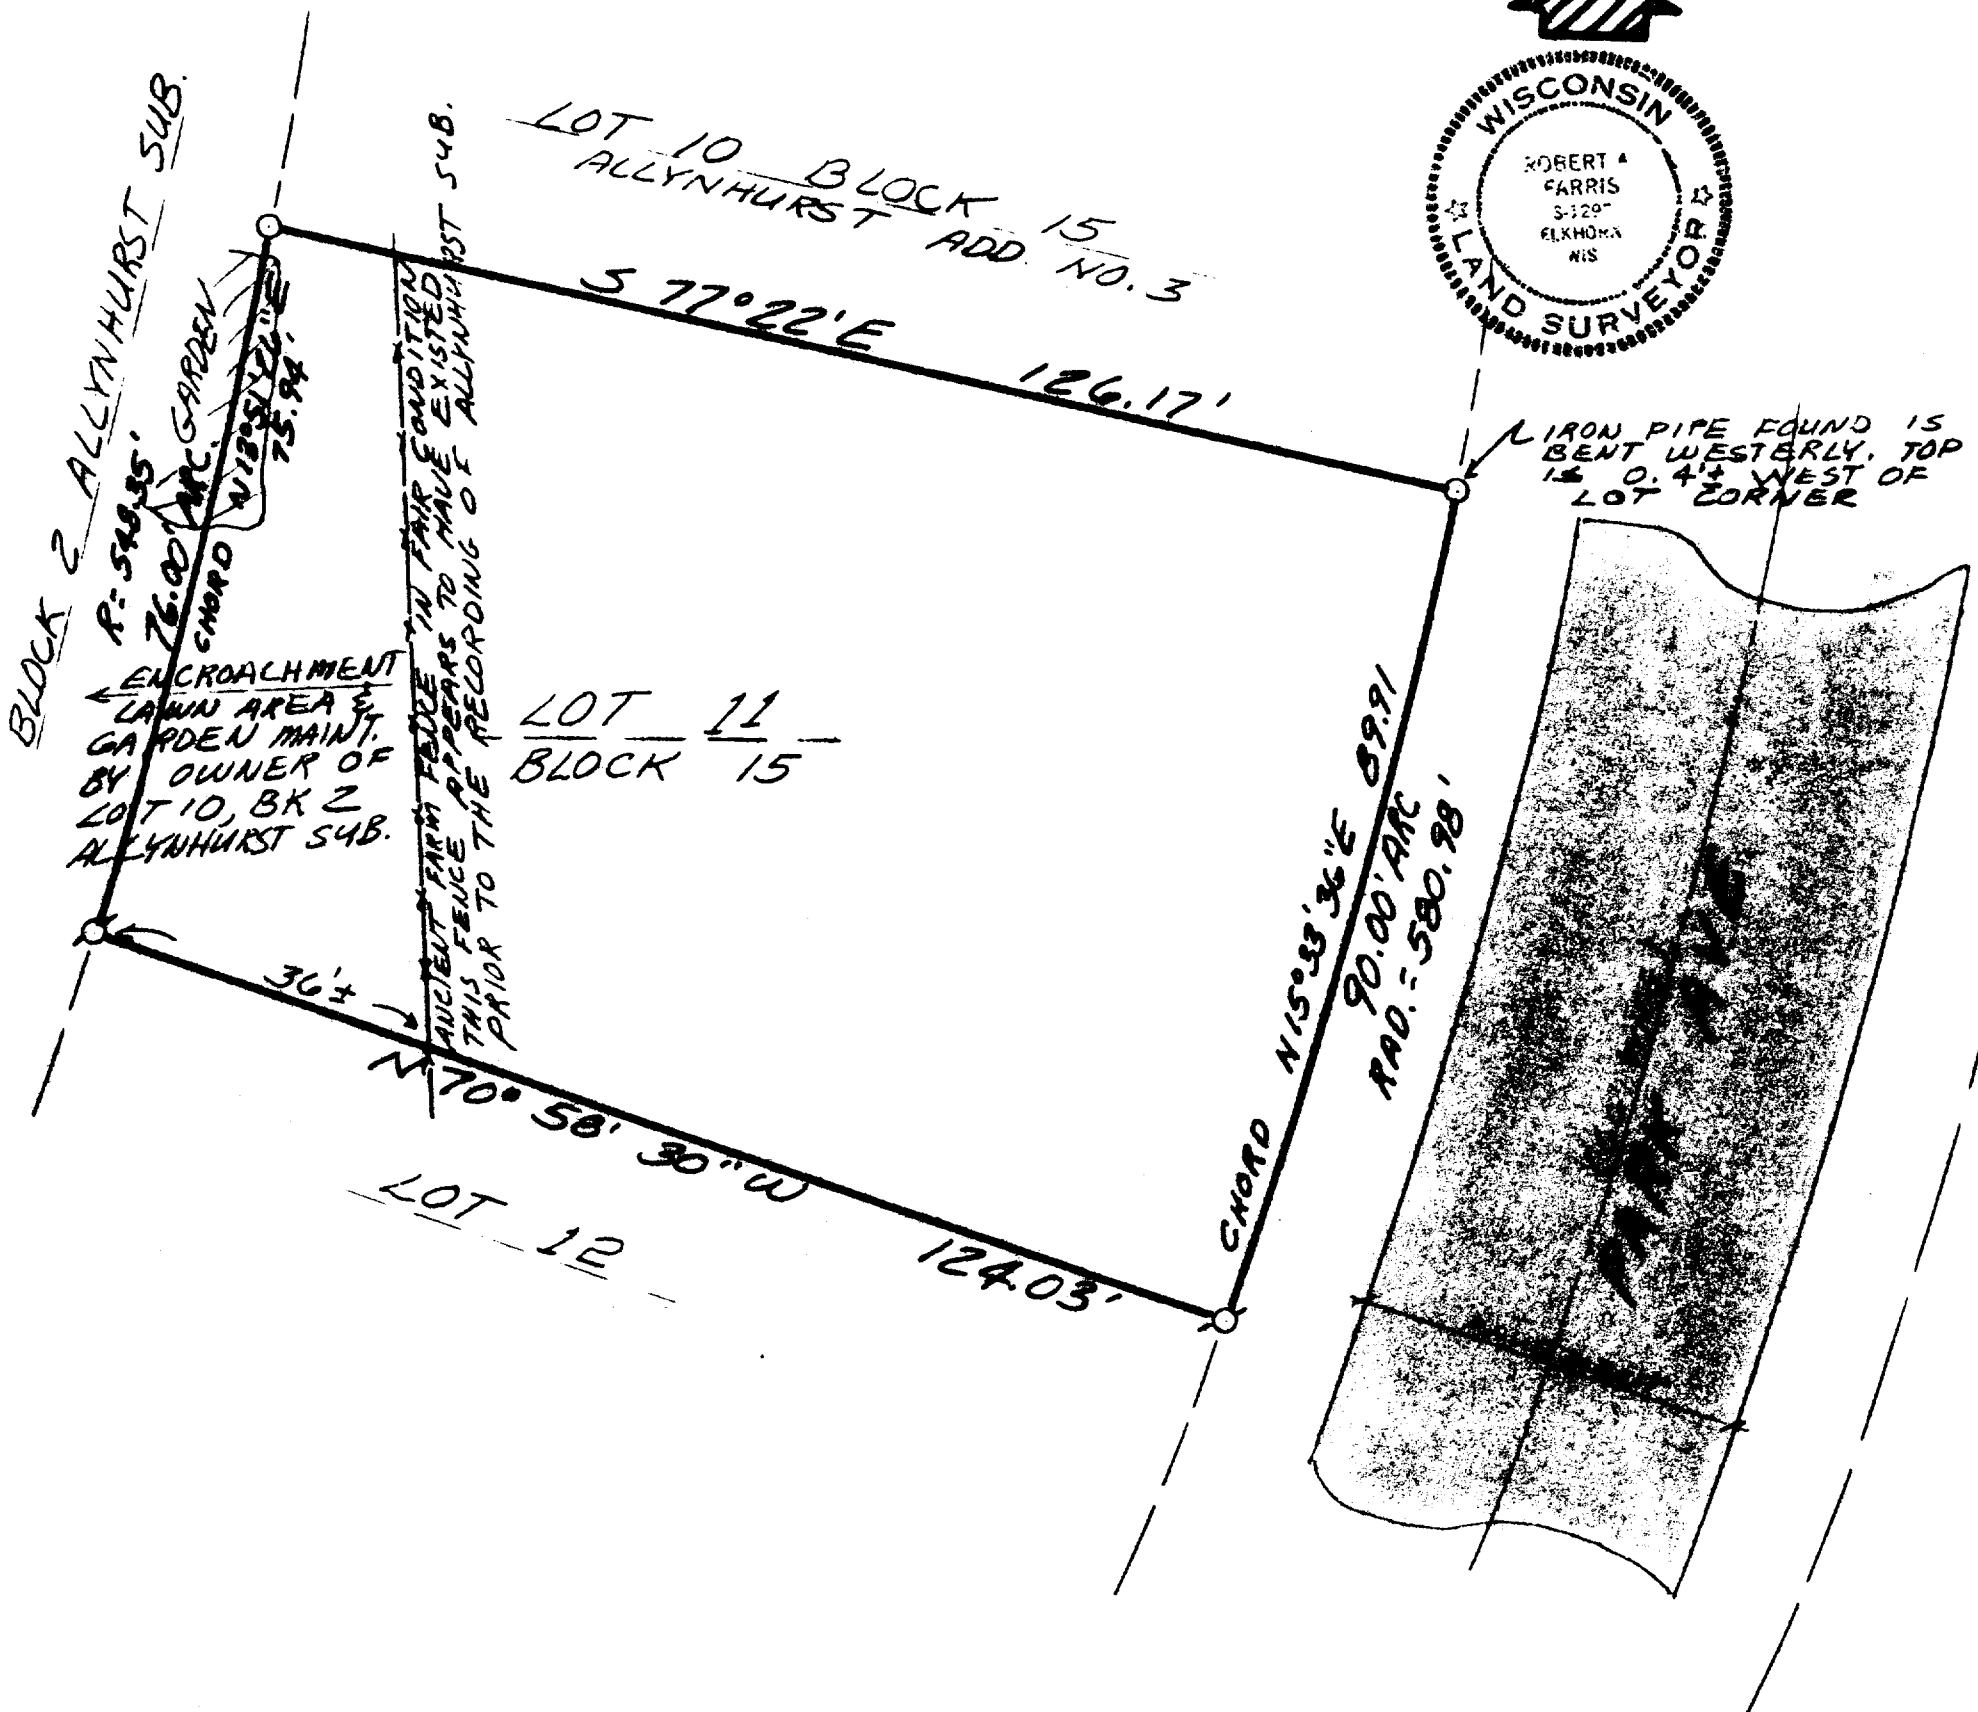 WISCONSIN
LAND SURVEYOR
ROBERT A
FARRIS
ELKHORN
WIS
LOT 10 BLOCK 15
ALLYNHURST ADD. NO. 3
BLOCK 2 ALLYNHURST SUB.
S 77°22'E 126.17'
IRON PIPE FOUND IS
BENT WESTERLY. TOP
IS 0.4'± WEST OF
LOT CORNER
R= 548.35'
76.00' ARC.
GARDEN
CHORD
75.94'
ANCIENT FARM FENCE IN FAIR CONDITION
THIS FENCE APPEARS TO HAVE EXISTED
PRIOR TO THE RECORDING OF ALLYNHURST SUB.
ENCROACHMENT
LAWN AREA &
GARDEN MAINT.
BY OWNER OF
LOT 10, BK 2
ALLYNHURST SUB.
LOT 11
BLOCK 15
CHORD N15°33'36"E 89.91
90.00' ARC
RAD.= 580.98'
PARK AVE
36'±
N 70° 58' 30" W 124.03'
LOT 12